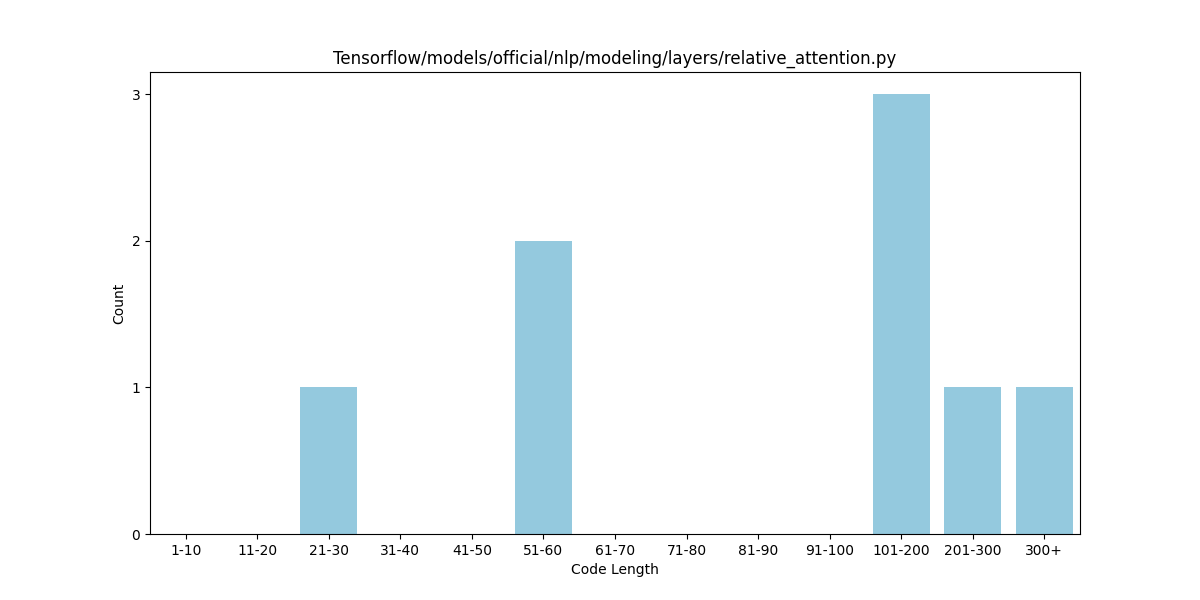 Tensorflow/models/official/nlp/modeling/layers/relative_attention.py
3
2
1
0
Count
1-10 11-20 21-30 31-40 41-50 51-60 61-70 71-80 81-90 91-100 101-200 201-300 300+
Code Length